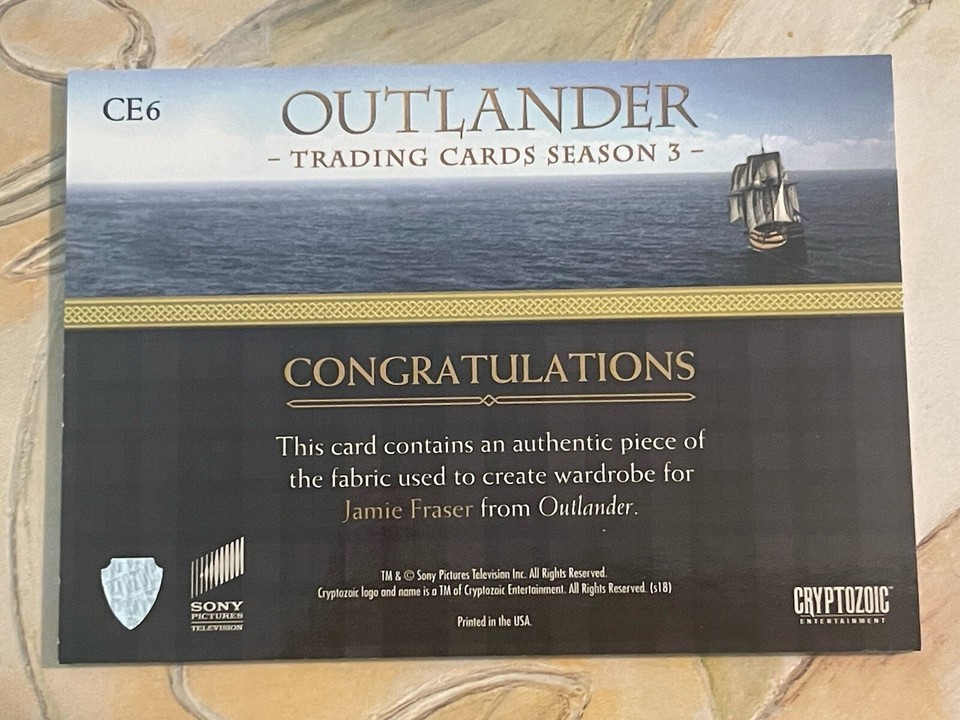 CE6
OUTLANDER
– TRADING CARDS SEASON 3 –
CONGRATULATIONS
This card contains an authentic piece of
the fabric used to create wardrobe for
Jamie Fraser from Outlander.
TM & © Sony Pictures Television Inc. All Rights Reserved.
Cryptozoic logo and name is a TM of Cryptozoic Entertainment. All Rights Reserved. (s18)
Printed in the USA.
SONY
PICTURES
TELEVISION
CRYPTOZOIC™
ENTERTAINMENT